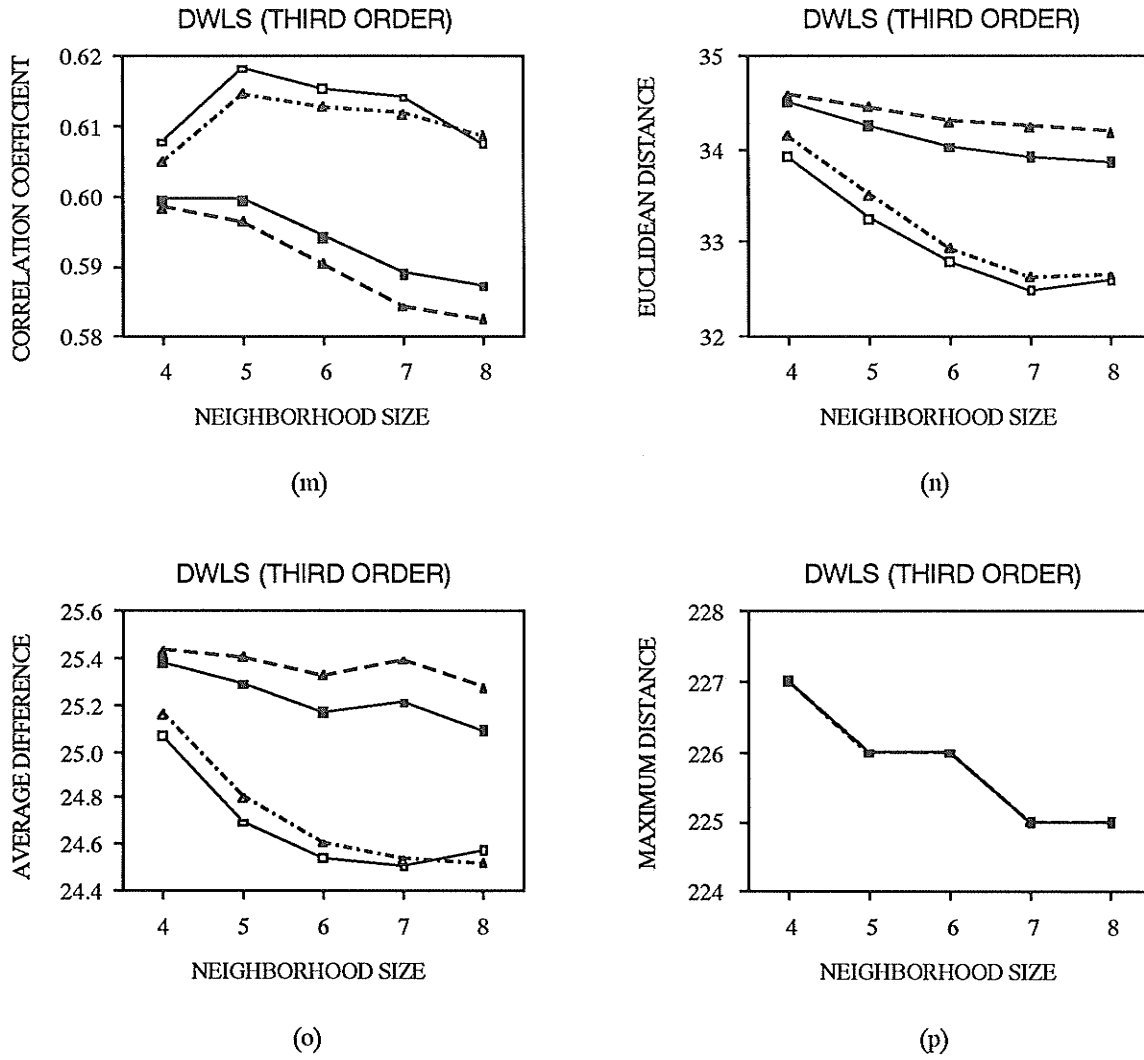 DWLS (THIRD ORDER)
CORRELATION COEFFICIENT
0.62
0.61
0.60
0.59
0.58
4 5 6 7 8
NEIGHBORHOOD SIZE
(m)
DWLS (THIRD ORDER)
EUCLIDEAN DISTANCE
35
34
33
32
4 5 6 7 8
NEIGHBORHOOD SIZE
(n)
DWLS (THIRD ORDER)
AVERAGE DIFFERENCE
25.6
25.4
25.2
25.0
24.8
24.6
24.4
4 5 6 7 8
NEIGHBORHOOD SIZE
(o)
DWLS (THIRD ORDER)
MAXIMUM DISTANCE
228
227
226
225
224
4 5 6 7 8
NEIGHBORHOOD SIZE
(p)